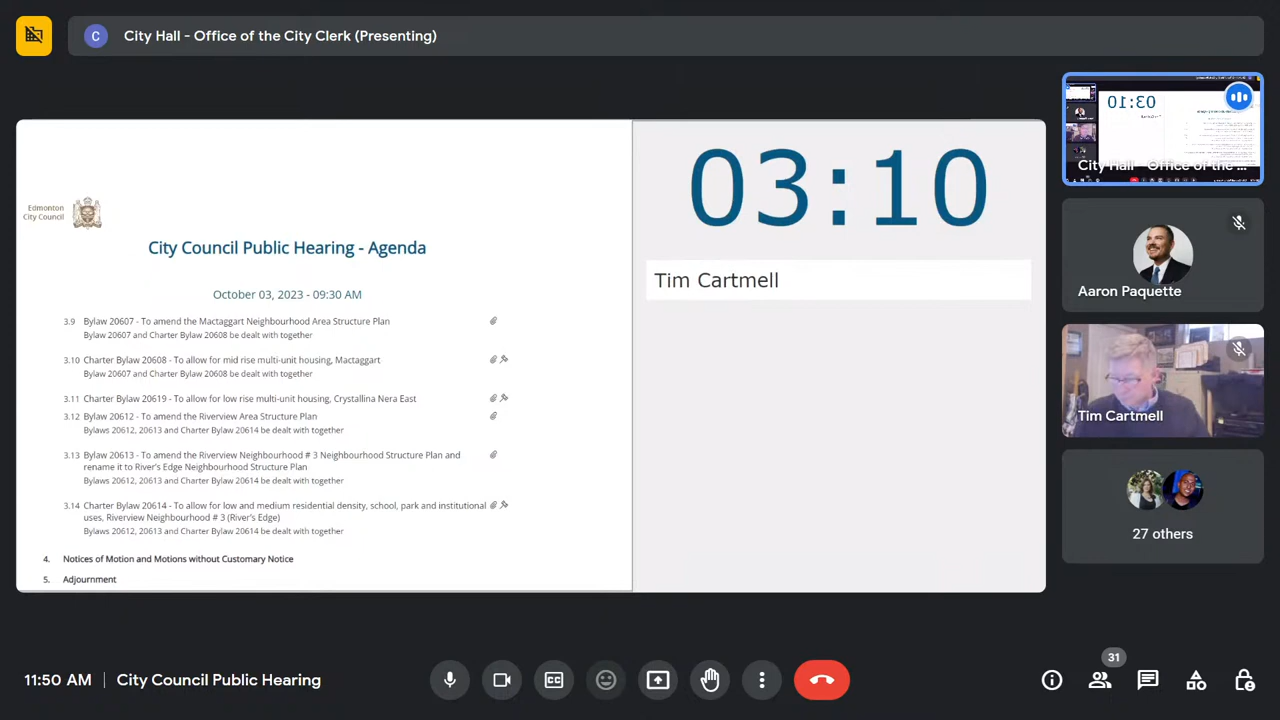 C City Hall - Office of the City Clerk (Presenting)
Edmonton
City Council
City Council Public Hearing - Agenda
October 03, 2023 - 09:30 AM
3.9 Bylaw 20607 - To amend the Mactaggart Neighbourhood Area Structure Plan
Bylaw 20607 and Charter Bylaw 20608 be dealt with together
3.10 Charter Bylaw 20608 - To allow for mid rise multi-unit housing, Mactaggart
Bylaw 20607 and Charter Bylaw 20608 be dealt with together
3.11 Charter Bylaw 20619 - To allow for low rise multi-unit housing, Crystallina Nera East
3.12 Bylaw 20612 - To amend the Riverview Area Structure Plan
Bylaws 20612, 20613 and Charter Bylaw 20614 be dealt with together
3.13 Bylaw 20613 - To amend the Riverview Neighbourhood # 3 Neighbourhood Structure Plan and
rename it to River's Edge Neighbourhood Structure Plan
Bylaws 20612, 20613 and Charter Bylaw 20614 be dealt with together
3.14 Charter Bylaw 20614 - To allow for low and medium residential density, school, park and institutional
uses, Riverview Neighbourhood # 3 (River's Edge)
Bylaws 20612, 20613 and Charter Bylaw 20614 be dealt with together
4. Notices of Motion and Motions without Customary Notice
5. Adjournment
03:10
Tim Cartmell
03:10
City Hall - Office of the ...
Aaron Paquette
Tim Cartmell
27 others
11:50 AM | City Council Public Hearing
CC
31